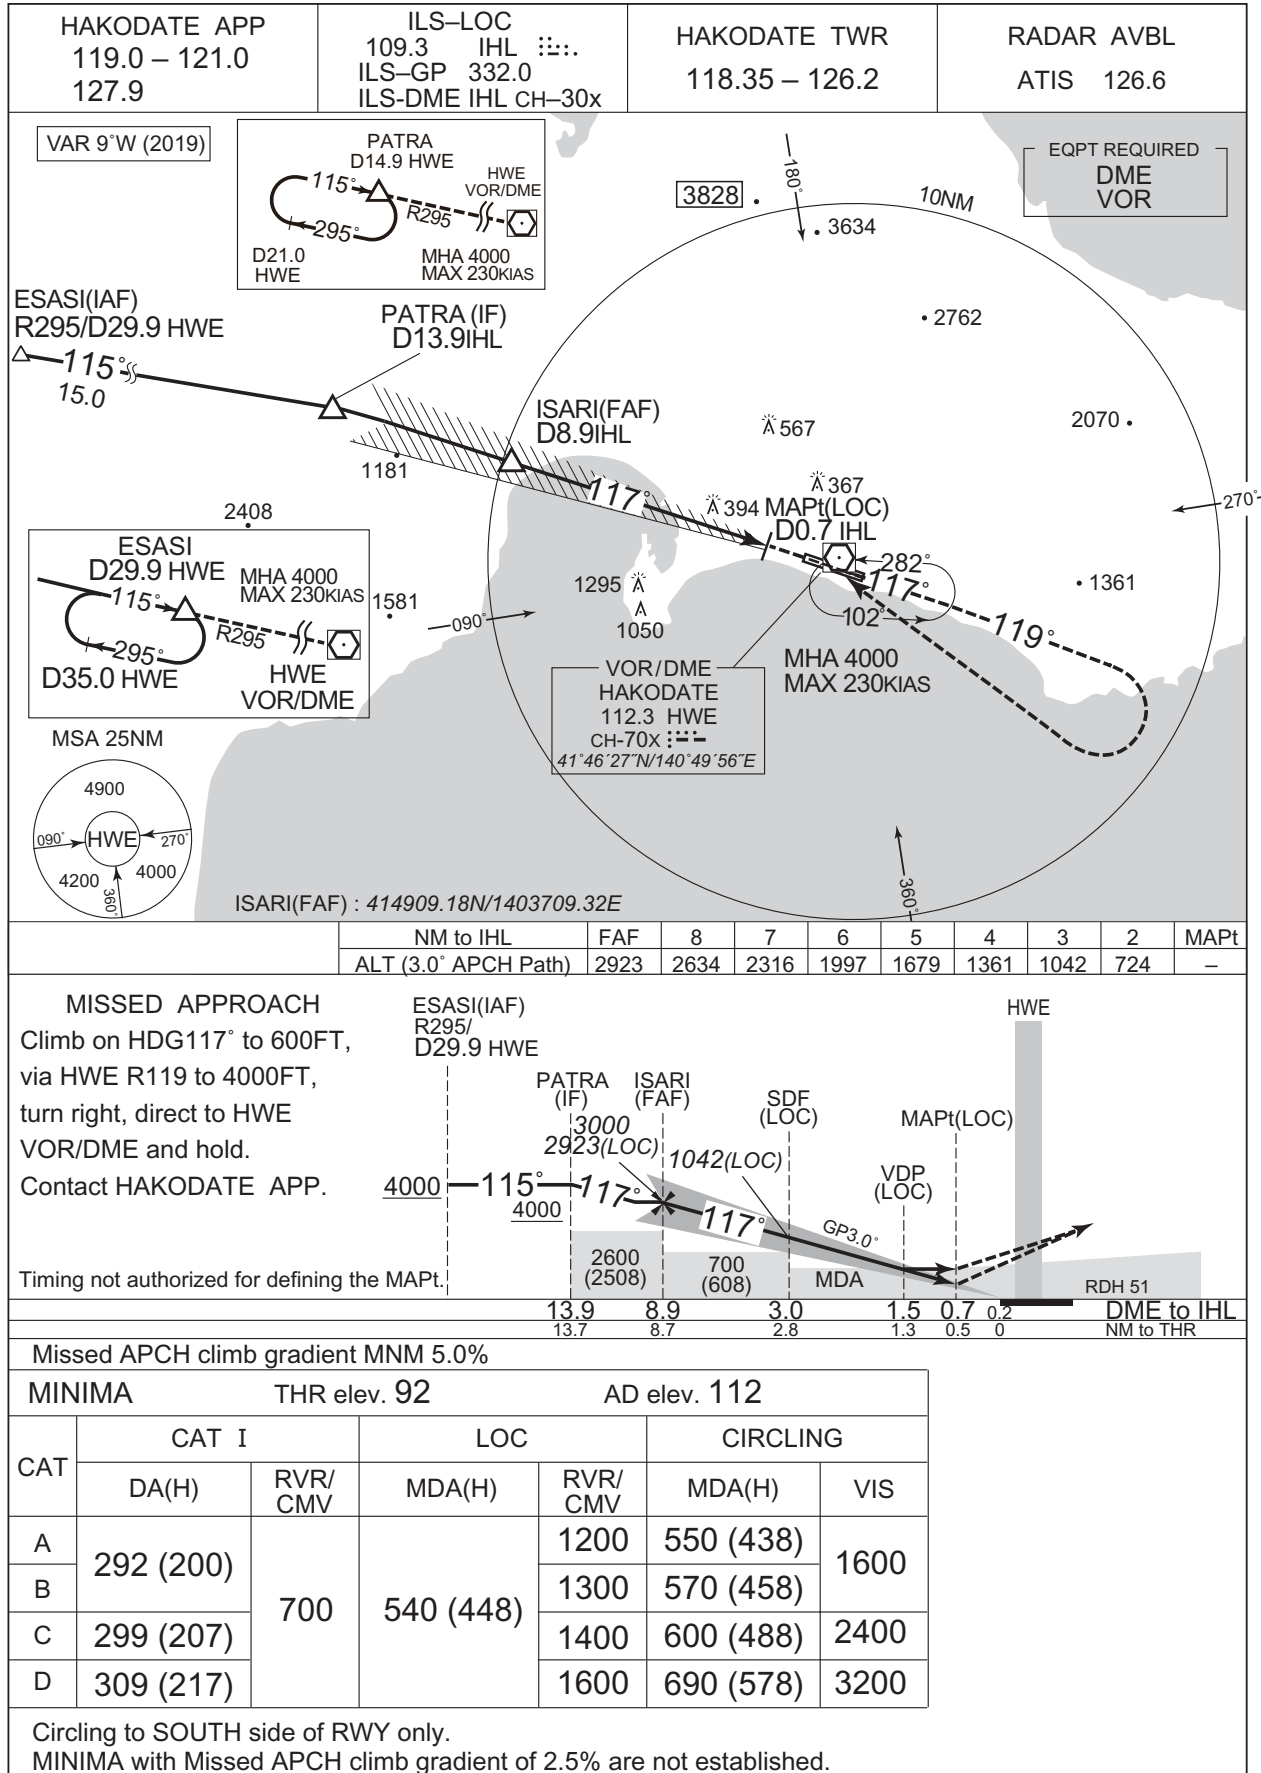 HAKODATE APP
119.0 – 121.0
127.9
ILS–LOC
109.3 IHL
ILS–GP 332.0
ILS-DME IHL CH–30x
HAKODATE TWR
118.35 – 126.2
RADAR AVBL
ATIS 126.6
VAR 9˚W (2019)
PATRA
D14.9 HWE
HWE
VOR/DME
115˚
R295
295˚
D21.0
HWE
MHA 4000
MAX 230KIAS
EQPT REQUIRED
DME
VOR
3828
180˚
10NM
3634
2762
ESASI(IAF)
R295/D29.9 HWE
115˚
15.0
PATRA (IF)
D13.9IHL
ISARI(FAF)
D8.9IHL
567
2070
1181
117˚
367
394
MAPt(LOC)
D0.7 IHL
270˚
2408
ESASI
D29.9 HWE
MHA 4000
MAX 230KIAS
115˚
R295
295˚
D35.0 HWE
HWE
VOR/DME
1581
090˚
1295
1050
282˚
117˚
102˚
119˚
1361
MHA 4000
MAX 230KIAS
VOR/DME
HAKODATE
112.3 HWE
CH-70X
41˚46´27˝N/140˚49´56˝E
MSA 25NM
4900
090˚
HWE
270˚
4200
4000
360˚
360˚
ISARI(FAF) : 414909.18N/1403709.32E
NM to IHL FAF 8 7 6 5 4 3 2 MAPt
ALT (3.0˚ APCH Path) 2923 2634 2316 1997 1679 1361 1042 724 –
MISSED APPROACH
Climb on HDG117˚ to 600FT,
via HWE R119 to 4000FT,
turn right, direct to HWE
VOR/DME and hold.
Contact HAKODATE APP.
Timing not authorized for defining the MAPt.
ESASI(IAF)
R295/
D29.9 HWE
HWE
PATRA
(IF)
ISARI
(FAF)
SDF
(LOC)
MAPt(LOC)
3000
2923(LOC)
1042(LOC)
VDP
(LOC)
4000
115˚
4000
117˚
117˚
GP3.0˚
2600
(2508)
700
(608)
MDA
RDH 51
13.9 8.9 3.0 1.5 0.7 0.2 DME to IHL
13.7 8.7 2.8 1.3 0.5 0 NM to THR
Missed APCH climb gradient MNM 5.0%
MINIMA THR elev. 92 AD elev. 112
CAT
CAT I LOC CIRCLING
DA(H) RVR/CMV MDA(H) RVR/CMV MDA(H) VIS
A 292 (200) 700 540 (448) 1200 550 (438) 1600
B 1300 570 (458)
C 299 (207) 1400 600 (488) 2400
D 309 (217) 1600 690 (578) 3200
Circling to SOUTH side of RWY only.
MINIMA with Missed APCH climb gradient of 2.5% are not established.